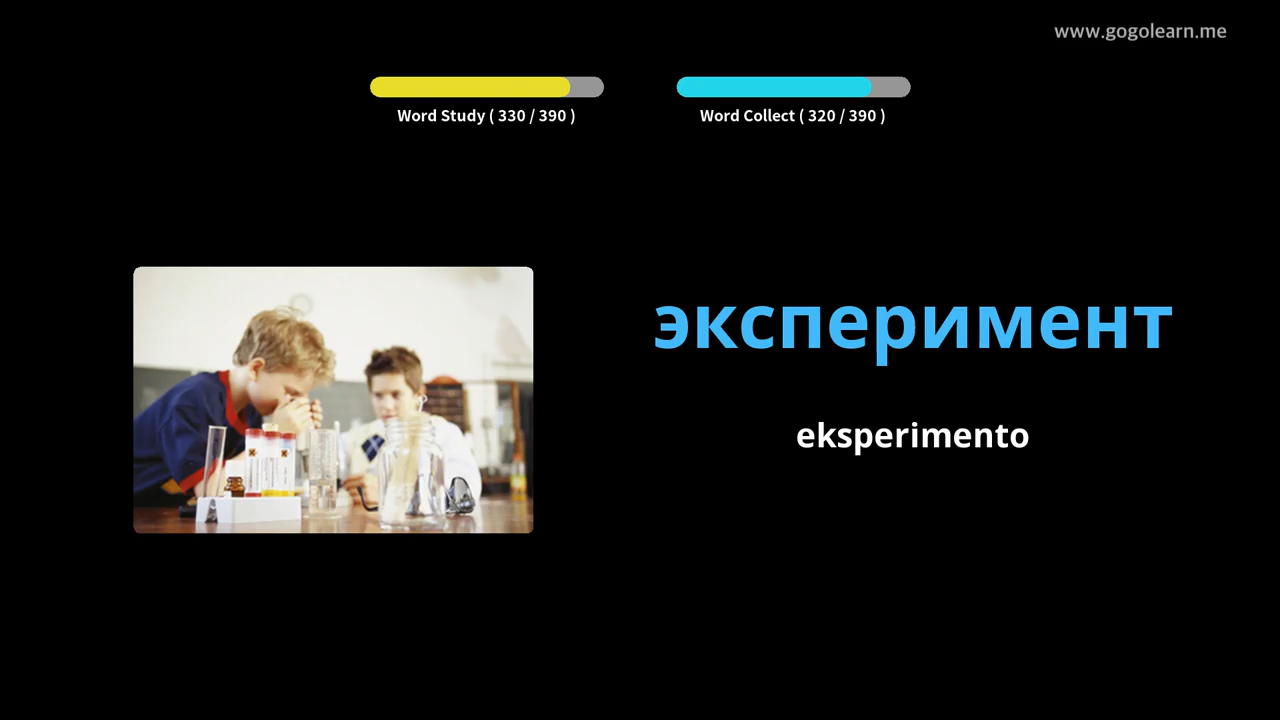 www.gogolearn.me
Word Study ( 330 / 390 )
Word Collect ( 320 / 390 )
эксперимент
eksperimento